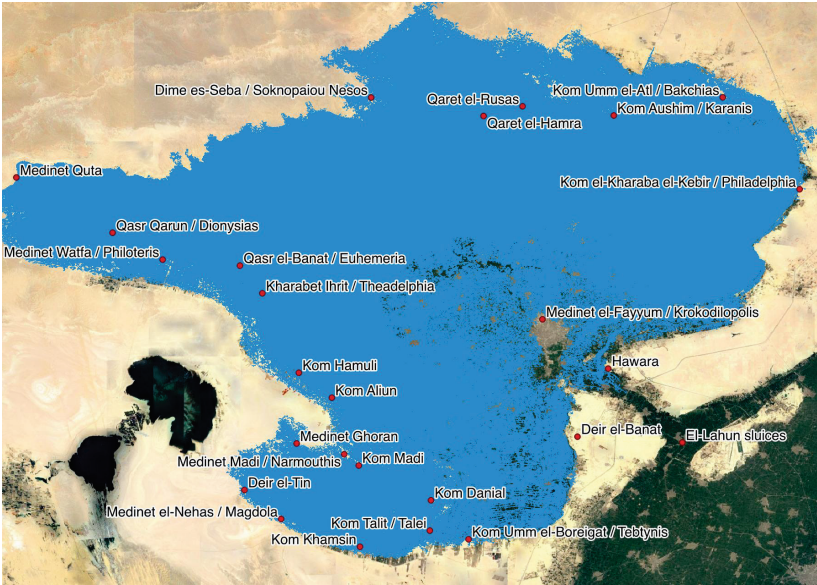 Dime es-Seba / Soknopaiou Nesos
Kom Umm el-Atl / Bakchias
Qaret el-Rusas
Kom Aushim / Karanis
Qaret el-Hamra
Medinet Quta
Kom el-Kharaba el-Kebir / Philadelphia
Qasr Qarun / Dionysias
Medinet Watfa / Philoteris
Qasr el-Banat / Euhemeria
Kharabet Ihrit / Theadelphia
Medinet el-Fayyum / Krokodilopolis
Hawara
Kom Hamuli
Kom Aliun
Deir el-Banat
El-Lahun sluices
Medinet Ghoran
Medinet Madi / Narmouthis
Kom Madi
Deir el-Tin
Kom Danial
Medinet el-Nehas / Magdola
Kom Talit / Talei
Kom Umm el-Boreigat / Tebtynis
Kom Khamsin